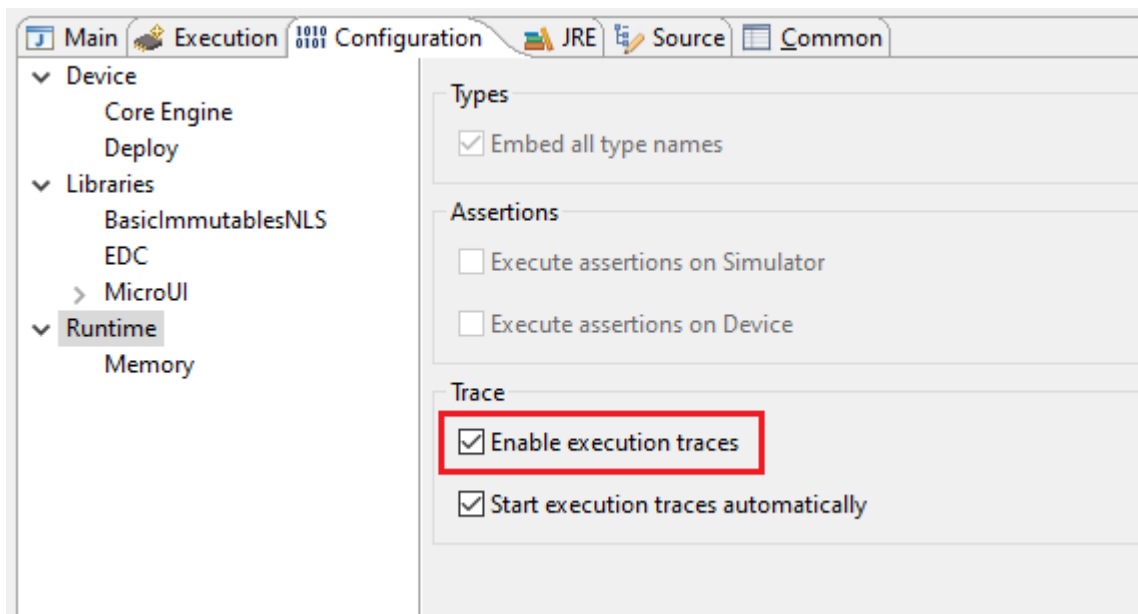 Main Execution 1010 0101 Configuration JRE Source Common
Device
Core Engine
Deploy
Libraries
BasicImmutablesNLS
EDC
MicroUI
Runtime
Memory
Types
Embed all type names
Assertions
Execute assertions on Simulator
Execute assertions on Device
Trace
Enable execution traces
Start execution traces automatically